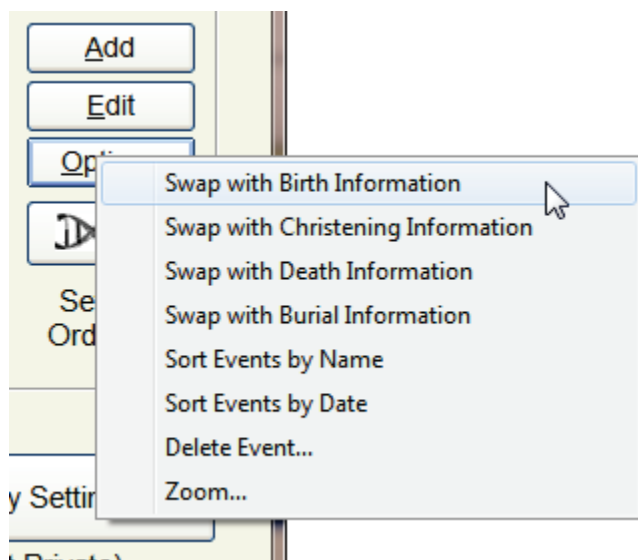 Add
Edit
Swap with Birth Information
Swap with Christening Information
Swap with Death Information
Swap with Burial Information
Sort Events by Name
Sort Events by Date
Delete Event...
Zoom...